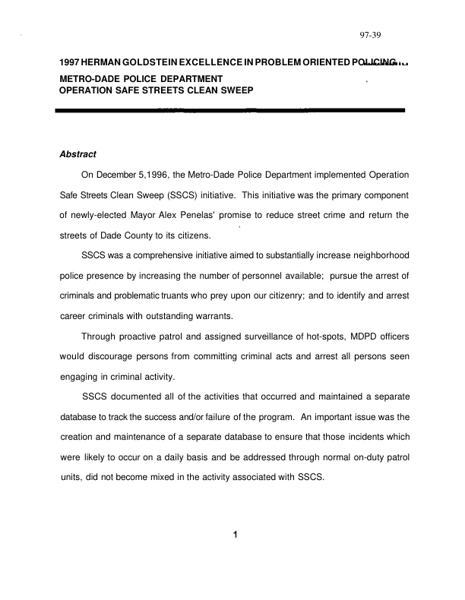 97-39
1997 HERMAN GOLDSTEIN EXCELLENCE IN PROBLEM ORIENTED POLICING
METRO-DADE POLICE DEPARTMENT
OPERATION SAFE STREETS CLEAN SWEEP
Abstract
On December 5,1996, the Metro-Dade Police Department implemented Operation
Safe Streets Clean Sweep (SSCS) initiative. This initiative was the primary component
of newly-elected Mayor Alex Penelas' promise to reduce street crime and return the
streets of Dade County to its citizens.
SSCS was a comprehensive initiative aimed to substantially increase neighborhood
police presence by increasing the number of personnel available; pursue the arrest of
criminals and problematic truants who prey upon our citizenry; and to identify and arrest
career criminals with outstanding warrants.
Through proactive patrol and assigned surveillance of hot-spots, MDPD officers
would discourage persons from committing criminal acts and arrest all persons seen
engaging in criminal activity.
SSCS documented all of the activities that occurred and maintained a separate
database to track the success and/or failure of the program. An important issue was the
creation and maintenance of a separate database to ensure that those incidents which
were likely to occur on a daily basis and be addressed through normal on-duty patrol
units, did not become mixed in the activity associated with SSCS.
1